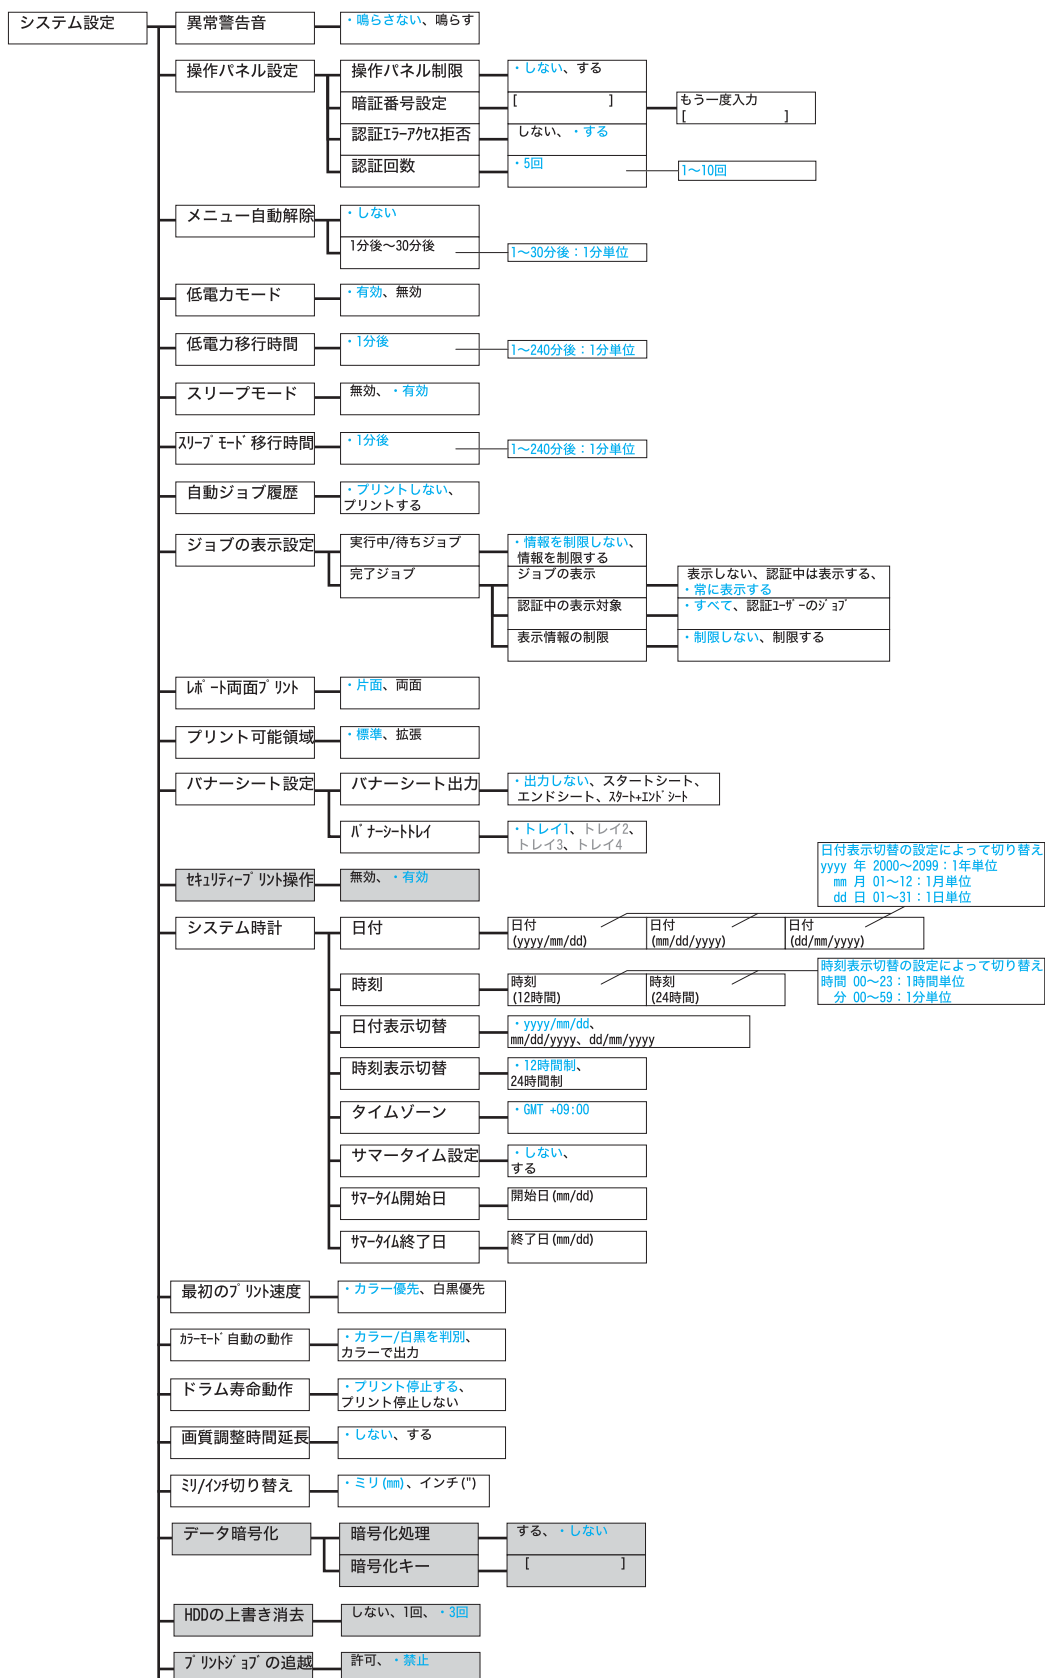 システム設定
異常警告音
・鳴らさない、鳴らす
操作パネル設定
操作パネル制限
・しない、する
暗証番号設定
[ ]
もう一度入力
[ ]
認証ｴﾗｰｱｸｾｽ拒否
しない、・する
認証回数
・5回
1〜10回
メニュー自動解除
・しない
1分後〜30分後
1〜30分後：1分単位
低電力モード
・有効、無効
低電力移行時間
・1分後
1〜240分後：1分単位
スリープモード
無効、・有効
ｽﾘｰﾌﾟﾓｰﾄﾞ移行時間
・1分後
1〜240分後：1分単位
自動ジョブ履歴
・プリントしない、
プリントする
ジョブの表示設定
実行中/待ちジョブ
・情報を制限しない、
情報を制限する
完了ジョブ
ジョブの表示
表示しない、認証中は表示する、
・常に表示する
認証中の表示対象
・すべて、認証ﾕｰｻﾞｰのｼﾞｮﾌﾞ
表示情報の制限
・制限しない、制限する
ﾚﾎﾟｰﾄ両面ﾌﾟﾘﾝﾄ
・片面、両面
プリント可能領域
・標準、拡張
バナーシート設定
バナーシート出力
・出力しない、スタートシート、
エンドシート、ｽﾀｰﾄ+ｴﾝﾄﾞｼｰﾄ
ﾊﾞﾅｰｼｰﾄﾄﾚｲ
・トレイ1、トレイ2、
トレイ3、トレイ4
ｾｷｭﾘﾃｨｰﾌﾟﾘﾝﾄ操作
無効、・有効
日付表示切替の設定によって切り替え
yyyy 年 2000〜2099：1年単位
mm 月 01〜12：1月単位
dd 日 01〜31：1日単位
システム時計
日付
日付
(yyyy/mm/dd)
日付
(mm/dd/yyyy)
日付
(dd/mm/yyyy)
時刻
時刻
(12時間)
時刻
(24時間)
時刻表示切替の設定によって切り替え
時間 00〜23：1時間単位
分 00〜59：1分単位
日付表示切替
・yyyy/mm/dd、
mm/dd/yyyy、dd/mm/yyyy
時刻表示切替
・12時間制、
24時間制
タイムゾーン
・GMT +09:00
サマータイム設定
・しない、
する
ｻﾏｰﾀｲﾑ開始日
開始日(mm/dd)
ｻﾏｰﾀｲﾑ終了日
終了日(mm/dd)
最初のﾌﾟﾘﾝﾄ速度
・カラー優先、白黒優先
ｶﾗｰﾓｰﾄﾞ自動の動作
・カラー/白黒を判別、
カラーで出力
ドラム寿命動作
・プリント停止する、
プリント停止しない
画質調整時間延長
・しない、する
ﾐﾘ/ｲﾝﾁ切り替え
・ミリ(mm)、インチ(")
データ暗号化
暗号化処理
する、・しない
暗号化キー
[ ]
HDDの上書き消去
しない、1回、・3回
ﾌﾟﾘﾝﾄｼﾞｮﾌﾞの追越
許可、・禁止